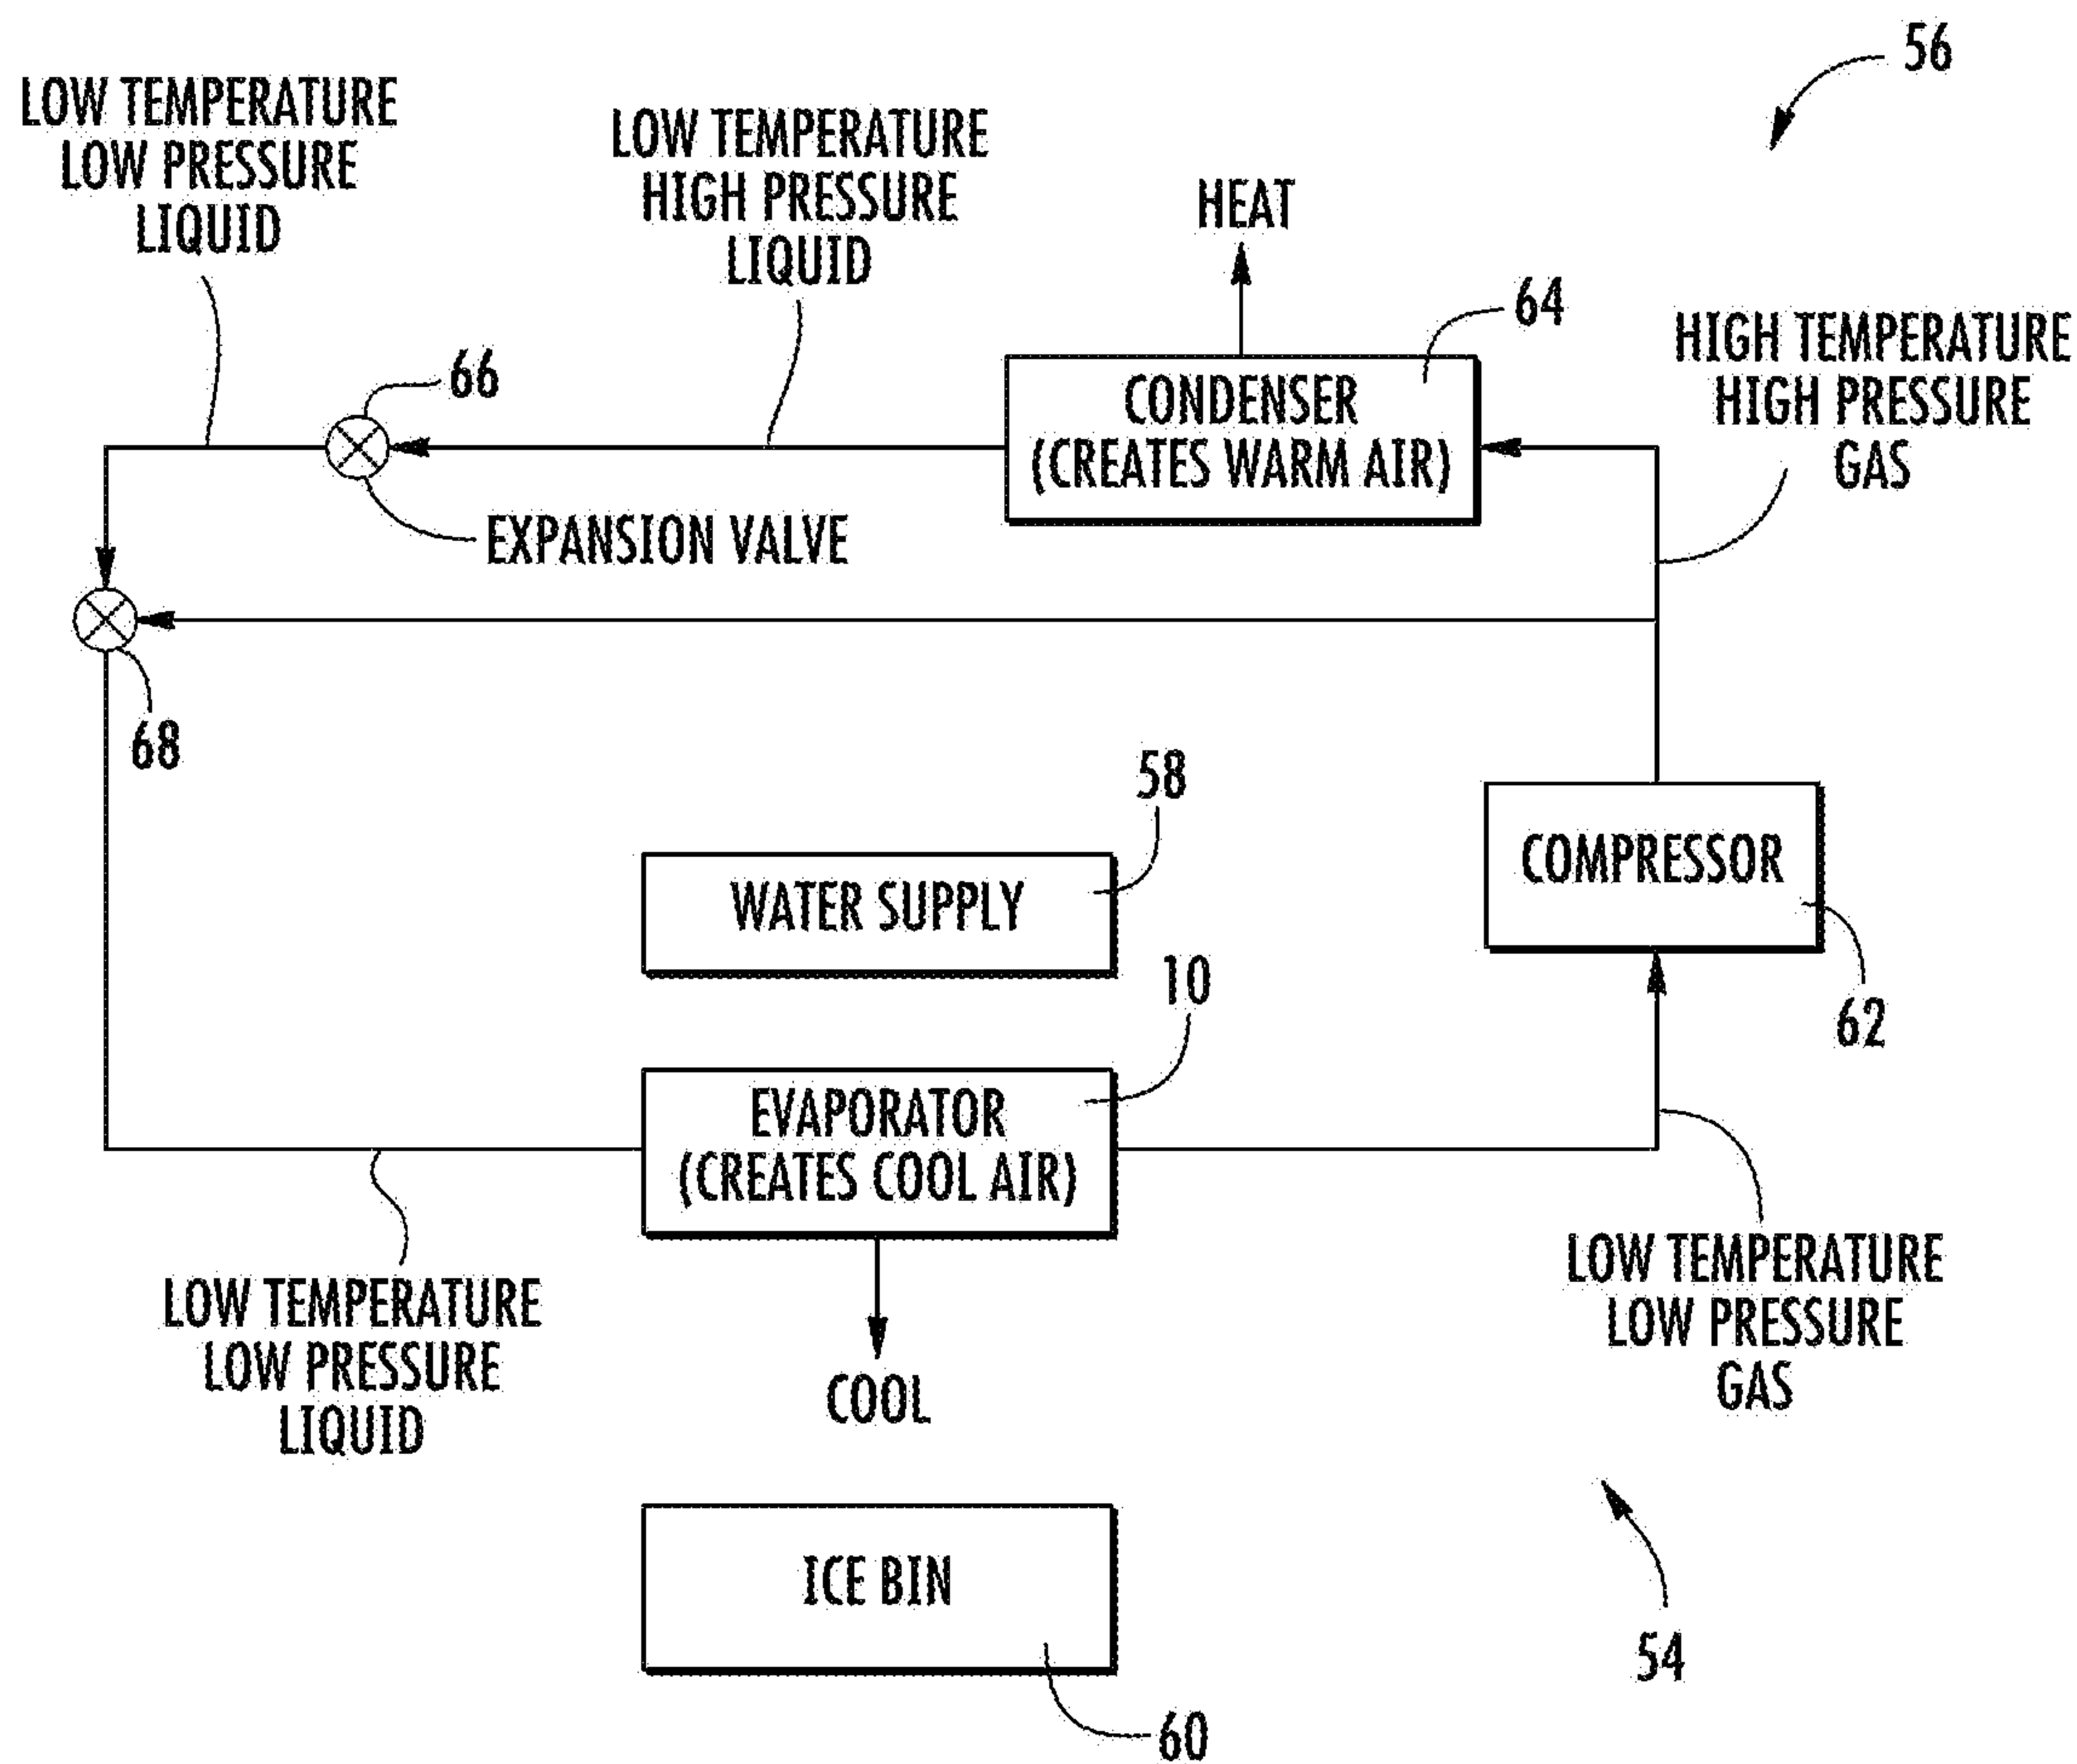 56
LOW TEMPERATURE
LOW PRESSURE
LIQUID
LOW TEMPERATURE
HIGH PRESSURE
LIQUID
HEAT
64
HIGH TEMPERATURE
HIGH PRESSURE
GAS
66
CONDENSER
(CREATES WARM AIR)
EXPANSION VALVE
68
58
WATER SUPPLY
COMPRESSOR
10
62
EVAPORATOR
(CREATES COOL AIR)
LOW TEMPERATURE
LOW PRESSURE
LIQUID
COOL
LOW TEMPERATURE
LOW PRESSURE
GAS
ICE BIN
54
60